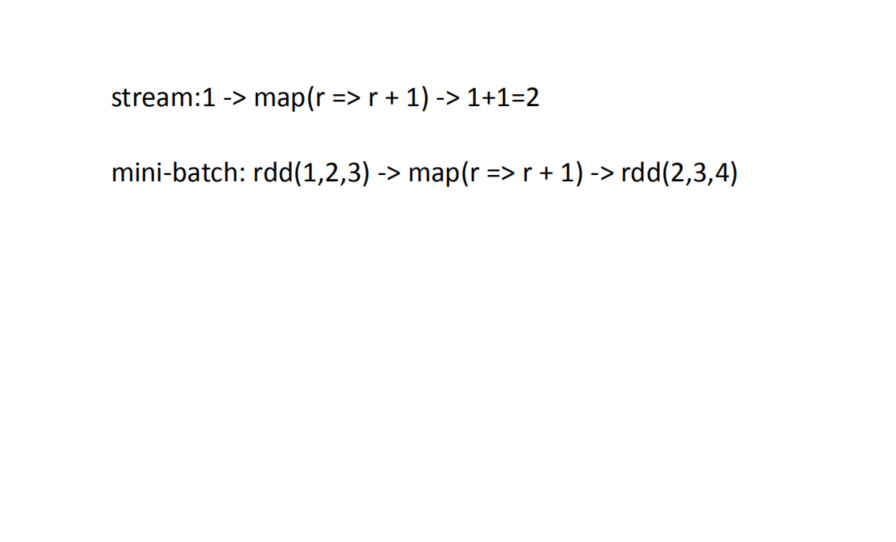 stream:1 -> map(r => r + 1) -> 1+1=2
mini-batch: rdd(1,2,3) -> map(r => r + 1) -> rdd(2,3,4)